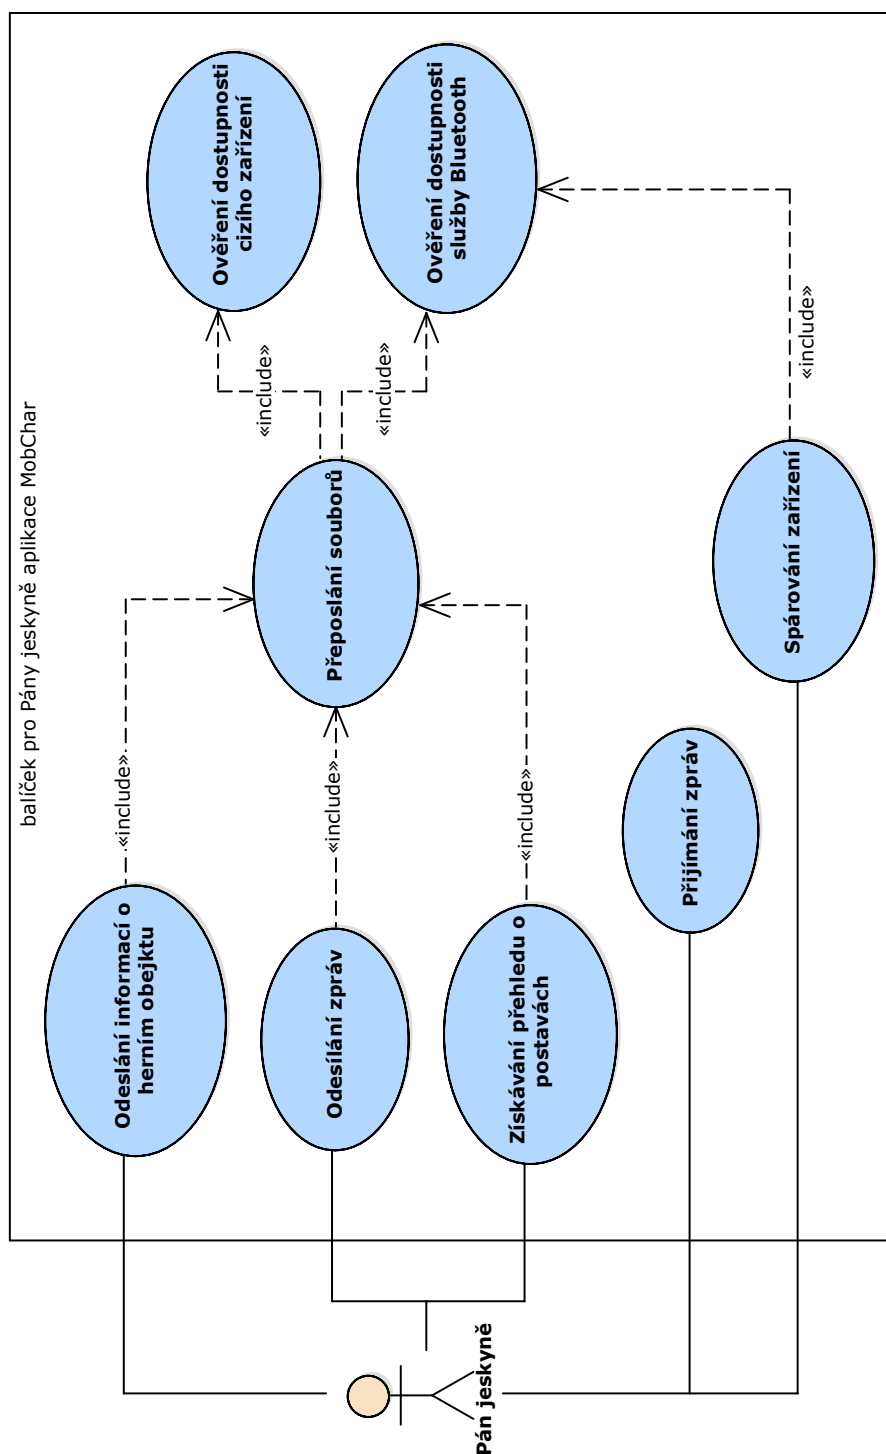 balíček pro Pány jeskyně aplikace MobChar
Pán jeskyně
Odeslání informací o
herním obejktu
«include»
Odesílání zpráv
«include»
Získávání přehledu o
postavách
«include»
Přeposlání souborů
«include»
«include»
Ověření dostupnosti
cizího zařízení
Ověření dostupnosti
služby Bluetooth
Přijímání zpráv
Spárování zařízení
«include»